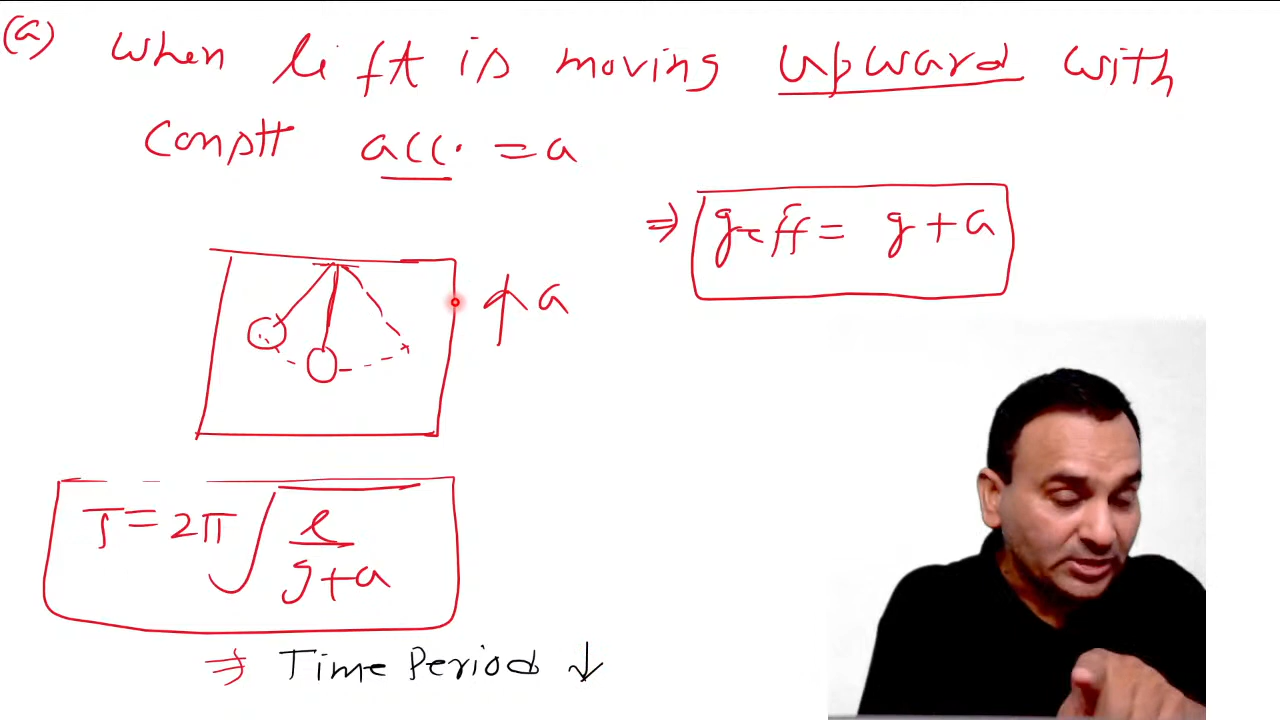 (a) When lift is moving upward with
Constt acc. = a
⇒ geff = g + a
↑ a
T = 2π √(l / g+a)
⇒ Time Period ↓